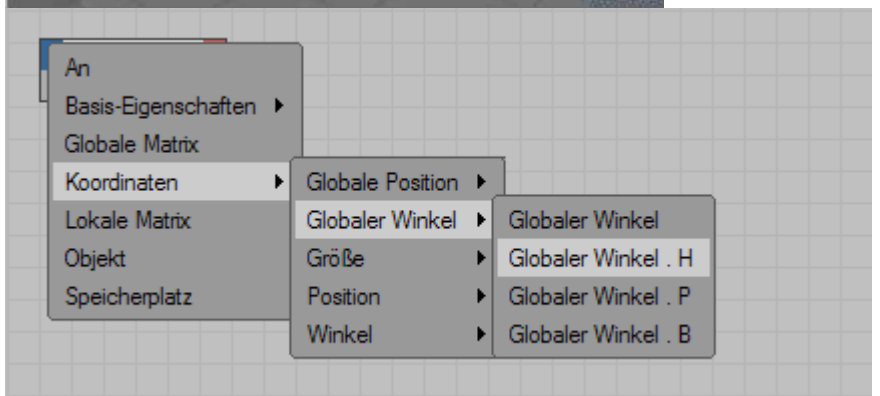 An
Basis-Eigenschaften
Globale Matrix
Koordinaten
Lokale Matrix
Objekt
Speicherplatz
Globale Position
Globaler Winkel
Größe
Position
Winkel
Globaler Winkel
Globaler Winkel . H
Globaler Winkel . P
Globaler Winkel . B